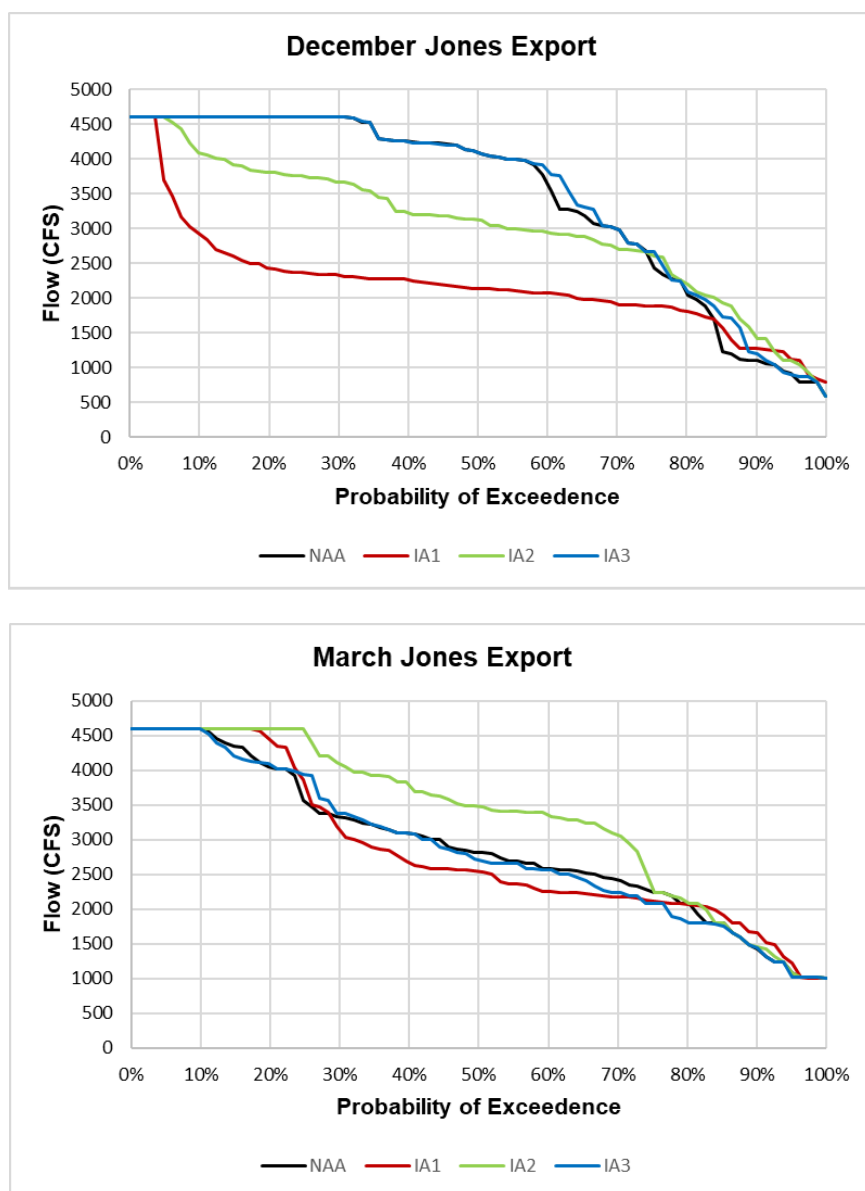 December Jones Export
5000
4500
4000
3500
3000
2500
2000
1500
1000
500
0
Flow (CFS)
0% 10% 20% 30% 40% 50% 60% 70% 80% 90% 100%
Probability of Exceedence
NAA IA1 IA2 IA3
March Jones Export
5000
4500
4000
3500
3000
2500
2000
1500
1000
500
0
Flow (CFS)
0% 10% 20% 30% 40% 50% 60% 70% 80% 90% 100%
Probability of Exceedence
NAA IA1 IA2 IA3